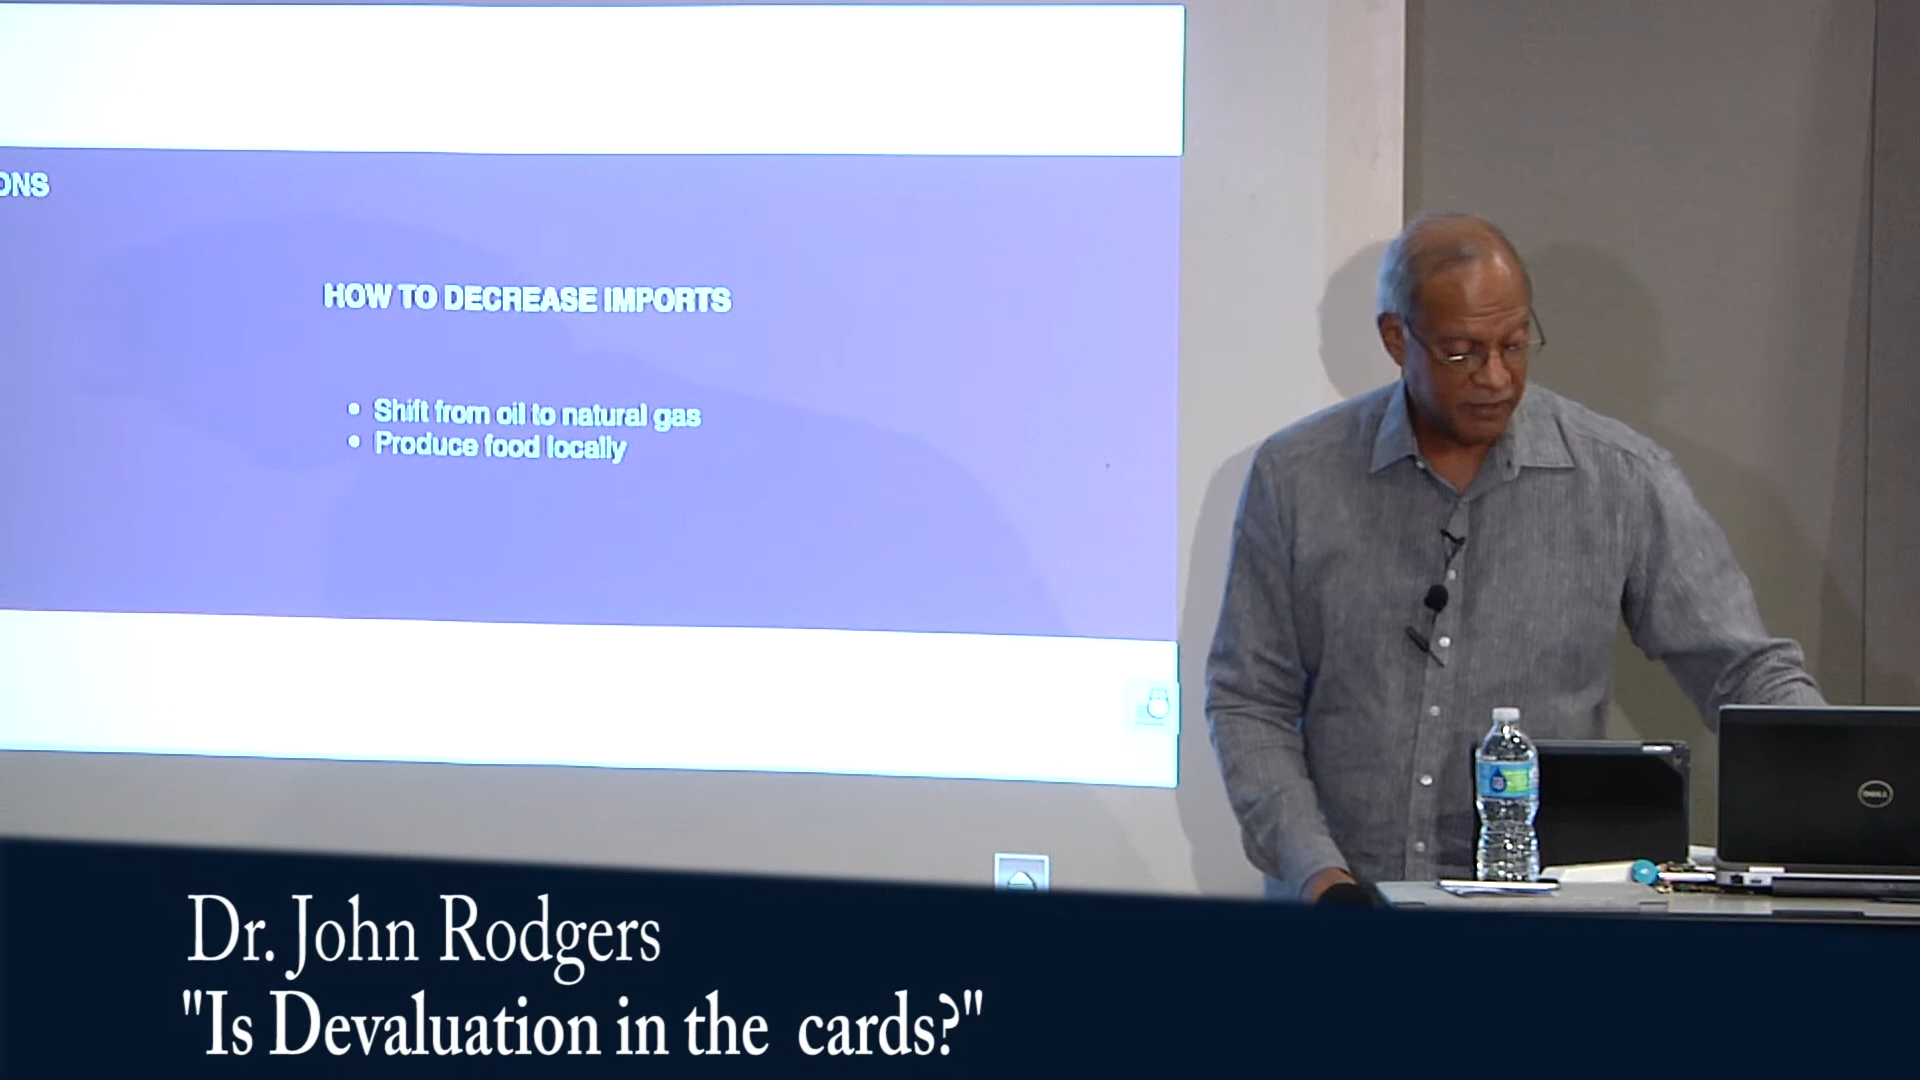 ONS
HOW TO DECREASE IMPORTS
• Shift from oil to natural gas
• Produce food locally
DELL
Dr. John Rodgers
"Is Devaluation in the cards?"